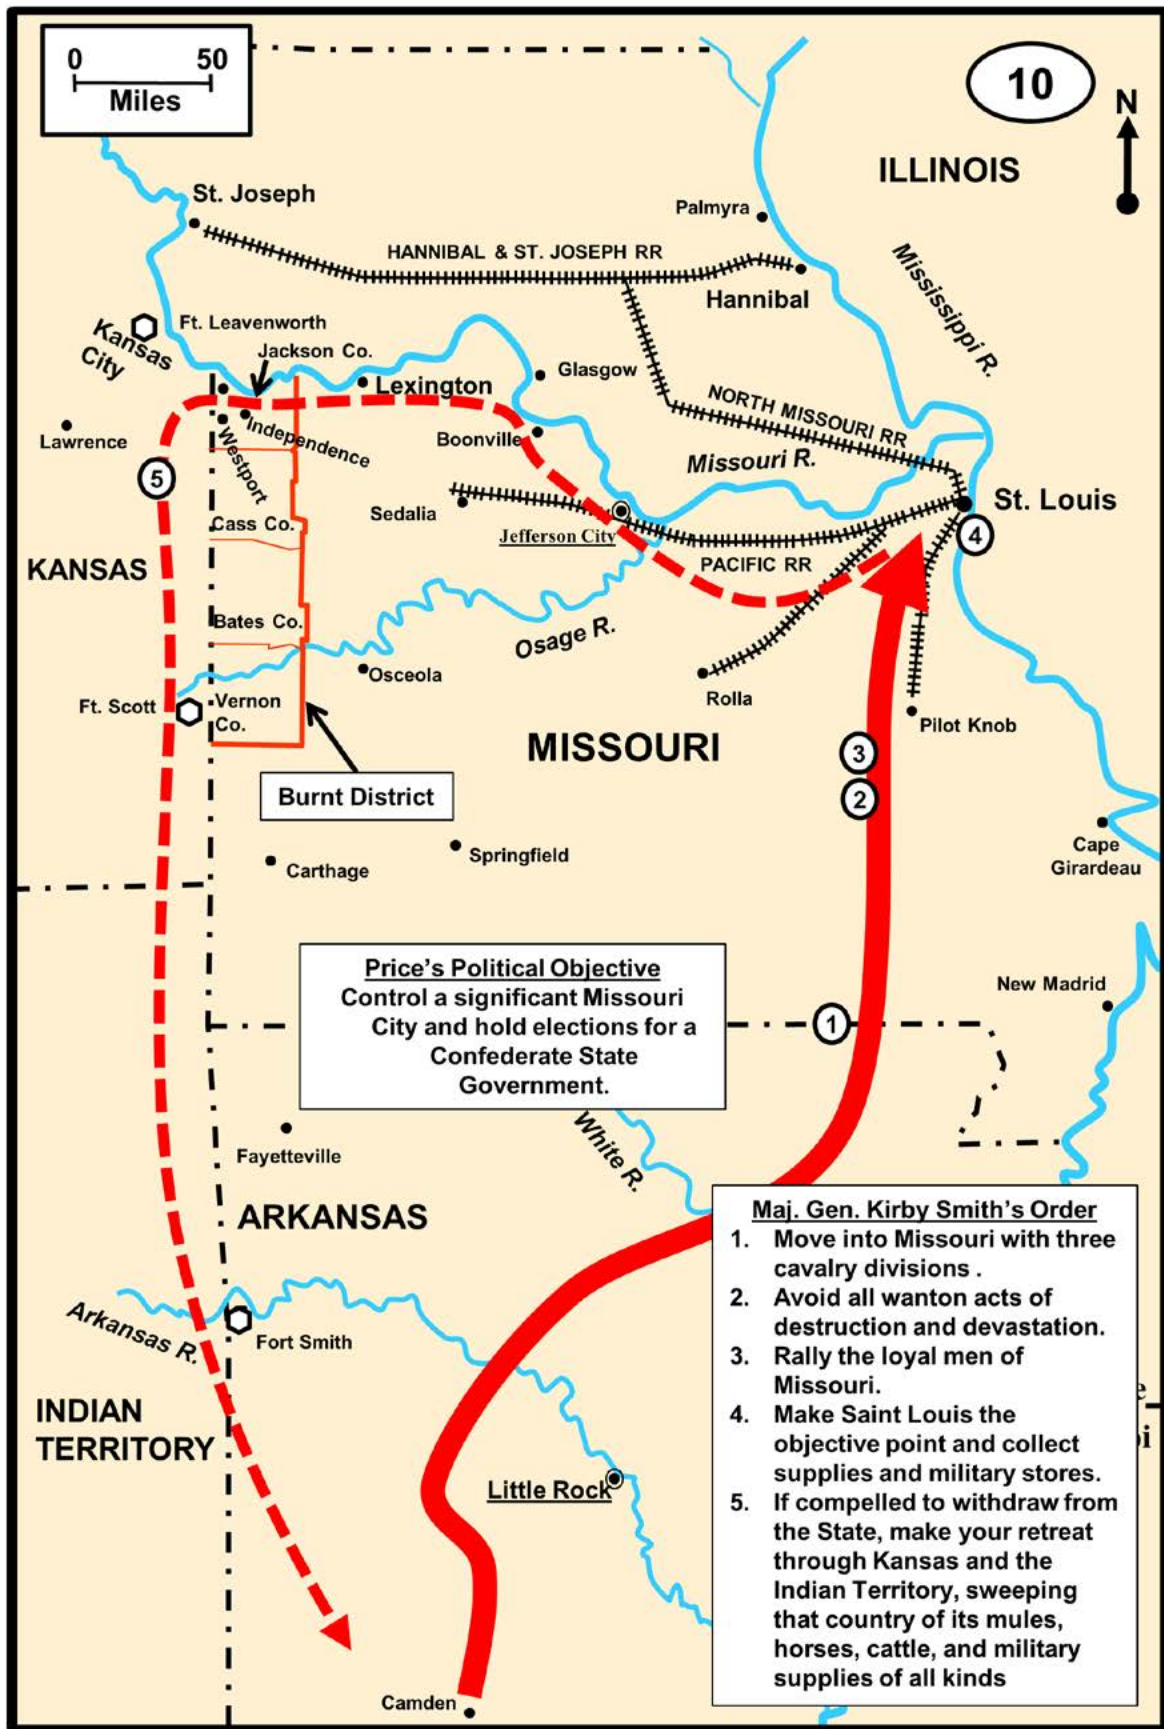 0 50
Miles
10
N
ILLINOIS
St. Joseph
Palmyra
HANNIBAL & ST. JOSEPH RR
Hannibal
Mississippi R.
Ft. Leavenworth
Kansas
City
Jackson Co.
Lexington
Glasgow
NORTH MISSOURI RR
Lawrence
Independence
Westport
Boonville
Missouri R.
5
Sedalia
St. Louis
Cass Co.
Jefferson City
4
KANSAS
PACIFIC RR
Bates Co.
Osage R.
Osceola
Rolla
Ft. Scott
Vernon
Co.
Pilot Knob
MISSOURI
3
Burnt District
2
Cape
Girardeau
Springfield
Carthage
Price's Political Objective
Control a significant Missouri
City and hold elections for a
Confederate State
Government.
New Madrid
1
White R.
Fayetteville
ARKANSAS
Maj. Gen. Kirby Smith's Order
1. Move into Missouri with three
cavalry divisions .
2. Avoid all wanton acts of
destruction and devastation.
3. Rally the loyal men of
Missouri.
4. Make Saint Louis the
objective point and collect
supplies and military stores.
5. If compelled to withdraw from
the State, make your retreat
through Kansas and the
Indian Territory, sweeping
that country of its mules,
horses, cattle, and military
supplies of all kinds
Arkansas R.
Fort Smith
INDIAN
TERRITORY
Little Rock
Camden